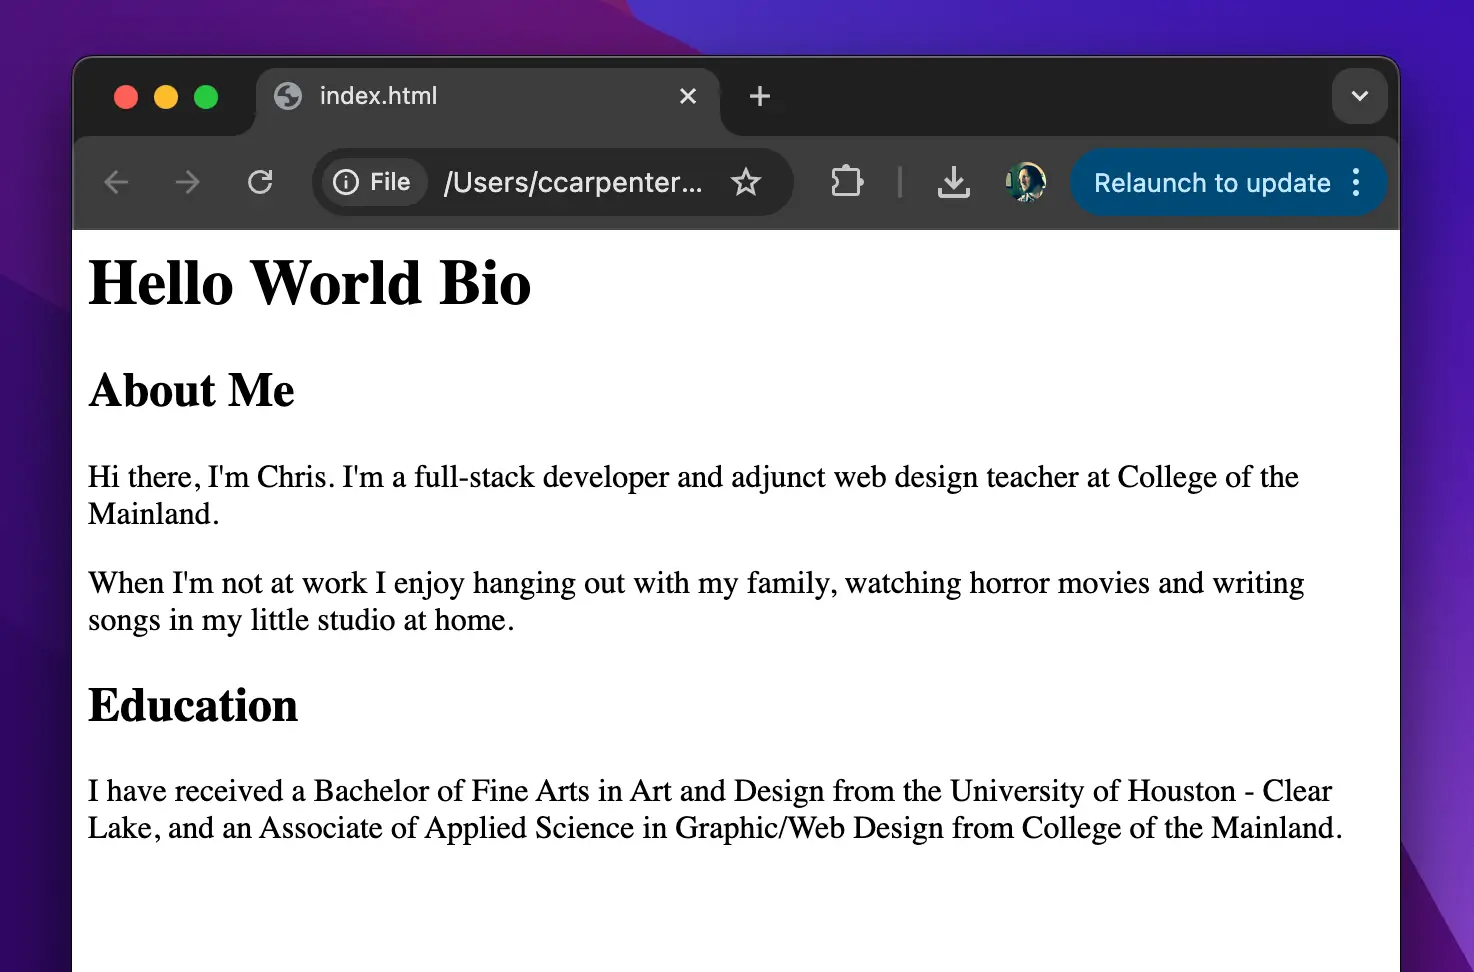 index.html
File
/Users/ccarpenter...
Relaunch to update
Hello World Bio
About Me
Hi there, I'm Chris. I'm a full-stack developer and adjunct web design teacher at College of the
Mainland.
When I'm not at work I enjoy hanging out with my family, watching horror movies and writing
songs in my little studio at home.
Education
I have received a Bachelor of Fine Arts in Art and Design from the University of Houston - Clear
Lake, and an Associate of Applied Science in Graphic/Web Design from College of the Mainland.